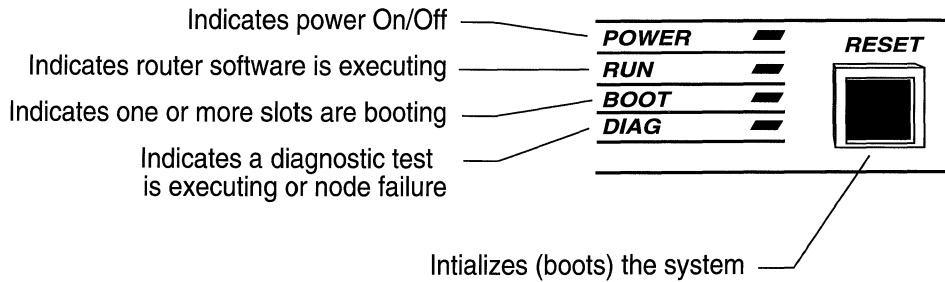 Indicates power On/Off
POWER
RESET
Indicates router software is executing
RUN
Indicates one or more slots are booting
BOOT
DIAG
Indicates a diagnostic test
is executing or node failure
Intializes (boots) the system